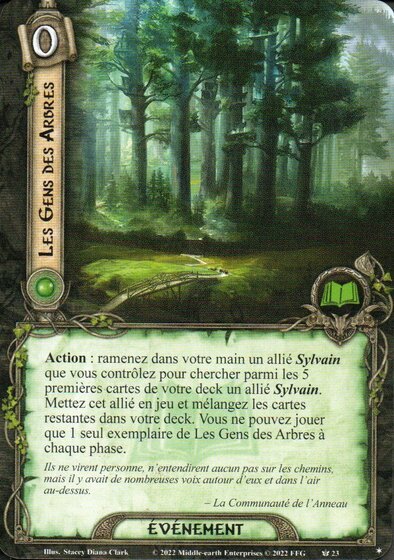 0
LES GENS DES ARBRES
Action : ramenez dans votre main un allié Sylvain
que vous contrôlez pour chercher parmi les 5
premières cartes de votre deck un allié Sylvain.
Mettez cet allié en jeu et mélangez les cartes
restantes dans votre deck. Vous ne pouvez jouer
que 1 seul exemplaire de Les Gens des Arbres à
chaque phase.
Ils ne virent personne, n'entendirent aucun pas sur les chemins,
mais il y avait de nombreuses voix autour d'eux et dans l'air
au-dessus.
– La Communauté de l'Anneau
ÉVÉNEMENT
Illus. Stacey Diana Clark © 2022 Middle-earth Enterprises © 2022 FFG 23